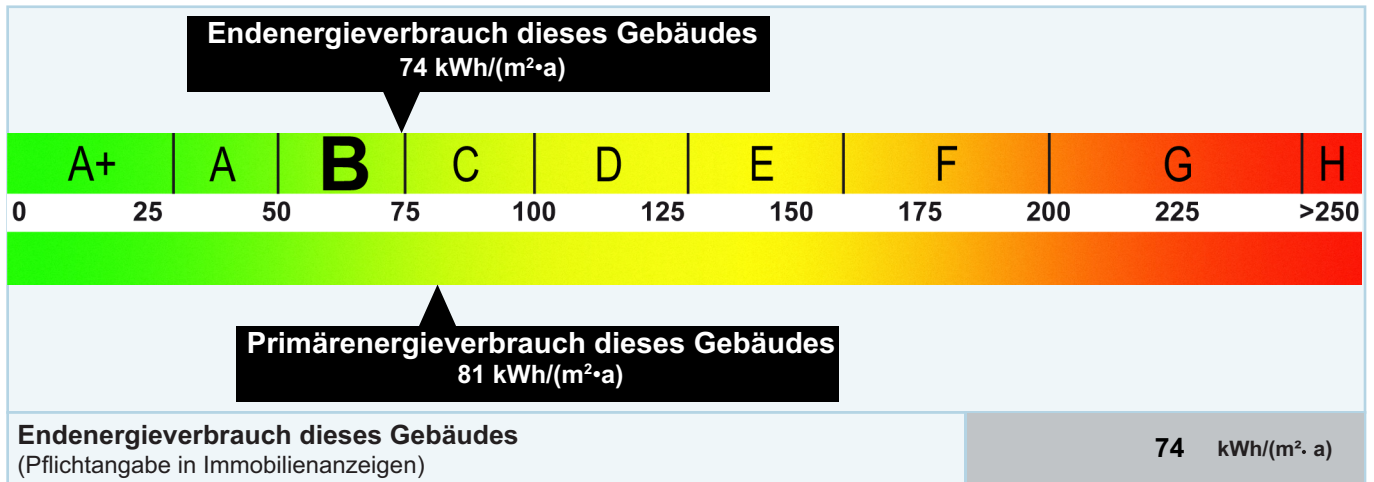 Endenergieverbrauch dieses Gebäudes
74 kWh/(m²•a)
A+ A B C D E F G H
0 25 50 75 100 125 150 175 200 225 >250
Primärenergieverbrauch dieses Gebäudes
81 kWh/(m²•a)
Endenergieverbrauch dieses Gebäudes
(Pflichtangabe in Immobilienanzeigen)
74 kWh/(m²· a)